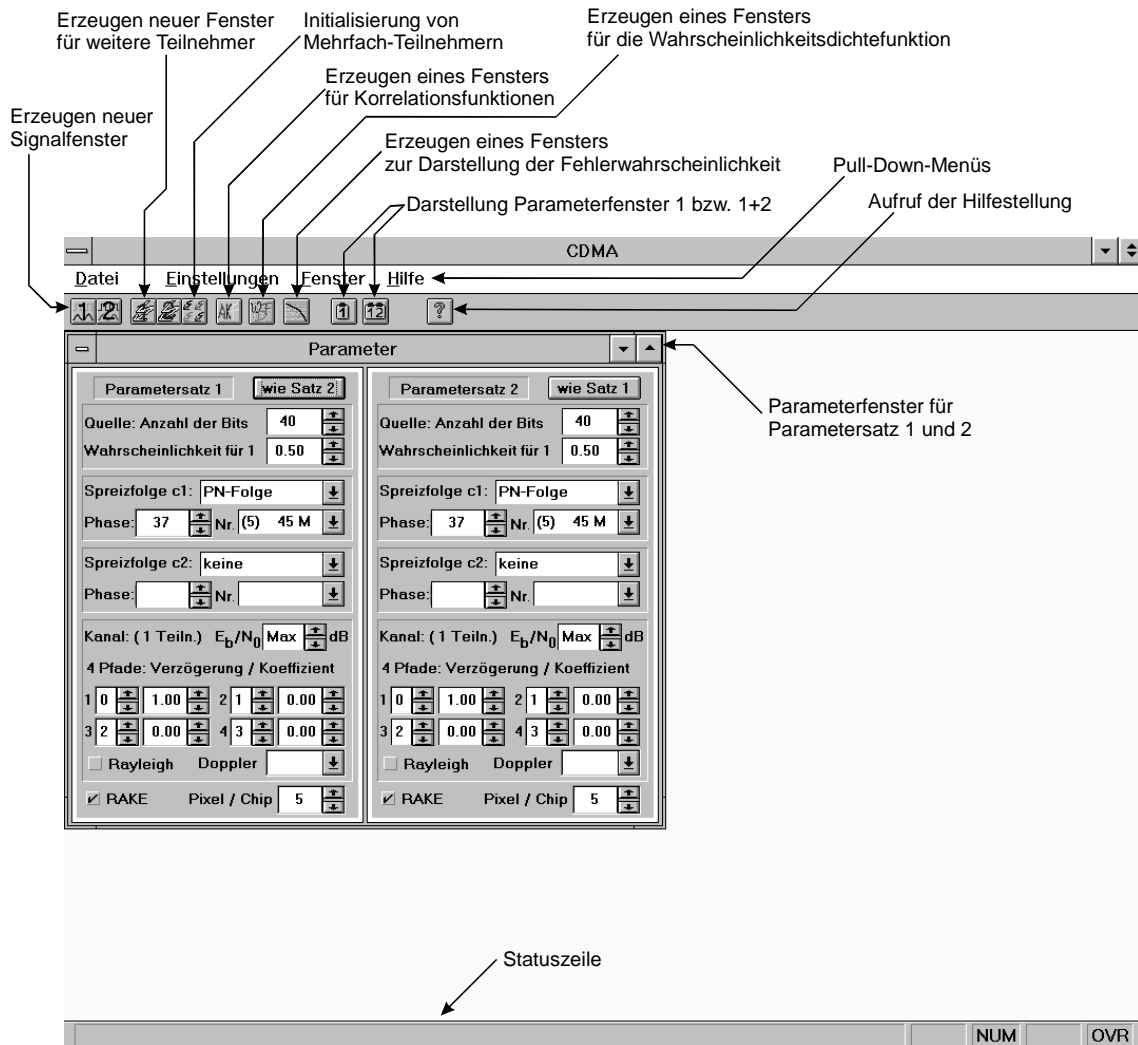 Erzeugen neuer Fenster
für weitere Teilnehmer
Initialisierung von
Mehrfach-Teilnehmern
Erzeugen eines Fensters
für die Wahrscheinlichkeitsdichtefunktion
Erzeugen eines Fensters
für Korrelationsfunktionen
Erzeugen neuer
Signalfenster
Erzeugen eines Fensters
zur Darstellung der Fehlerwahrscheinlichkeit
Pull-Down-Menüs
Darstellung Parameterfenster 1 bzw. 1+2
Aufruf der Hilfestellung
CDMA
Datei Einstellungen Fenster Hilfe
1 2 1 2 AK WDF 1 12 ?
Parameter
Parametersatz 1 wie Satz 2
Quelle: Anzahl der Bits 40
Wahrscheinlichkeit für 1 0.50
Spreizfolge c1: PN-Folge
Phase: 37 Nr. (5) 45 M
Spreizfolge c2: keine
Phase: Nr.
Kanal: ( 1 Teiln.) Eb/N0 Max dB
4 Pfade: Verzögerung / Koeffizient
1 0 1.00 2 1 0.00
3 2 0.00 4 3 0.00
Rayleigh Doppler
RAKE Pixel / Chip 5
Parametersatz 2 wie Satz 1
Quelle: Anzahl der Bits 40
Wahrscheinlichkeit für 1 0.50
Spreizfolge c1: PN-Folge
Phase: 37 Nr. (5) 45 M
Spreizfolge c2: keine
Phase: Nr.
Kanal: ( 1 Teiln.) Eb/N0 Max dB
4 Pfade: Verzögerung / Koeffizient
1 0 1.00 2 1 0.00
3 2 0.00 4 3 0.00
Rayleigh Doppler
RAKE Pixel / Chip 5
Parameterfenster für
Parametersatz 1 und 2
Statuszeile
NUM OVR